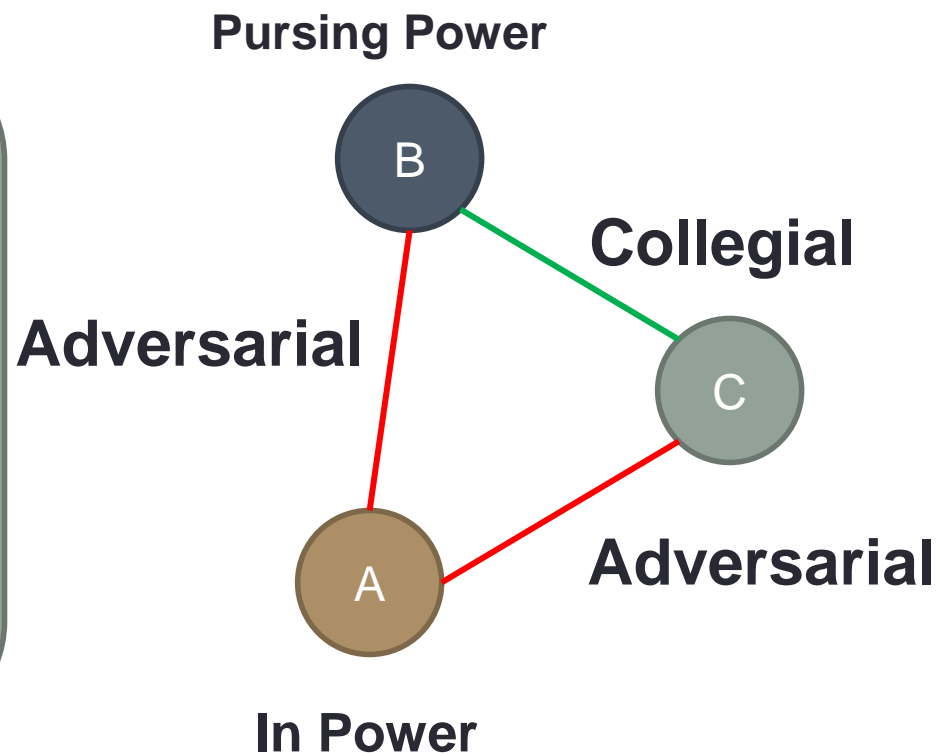 Pursing Power
B
Collegial
Adversarial
C
Adversarial
A
In Power